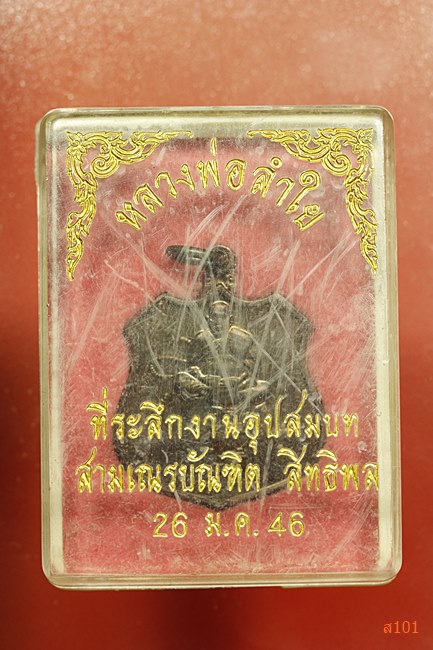 หลวงพ่อลำใย
ที่ระลึกงานอุปสมบท
สามเณรบัณฑิต สิทธิพล
26 ม.ค. 46
ส101